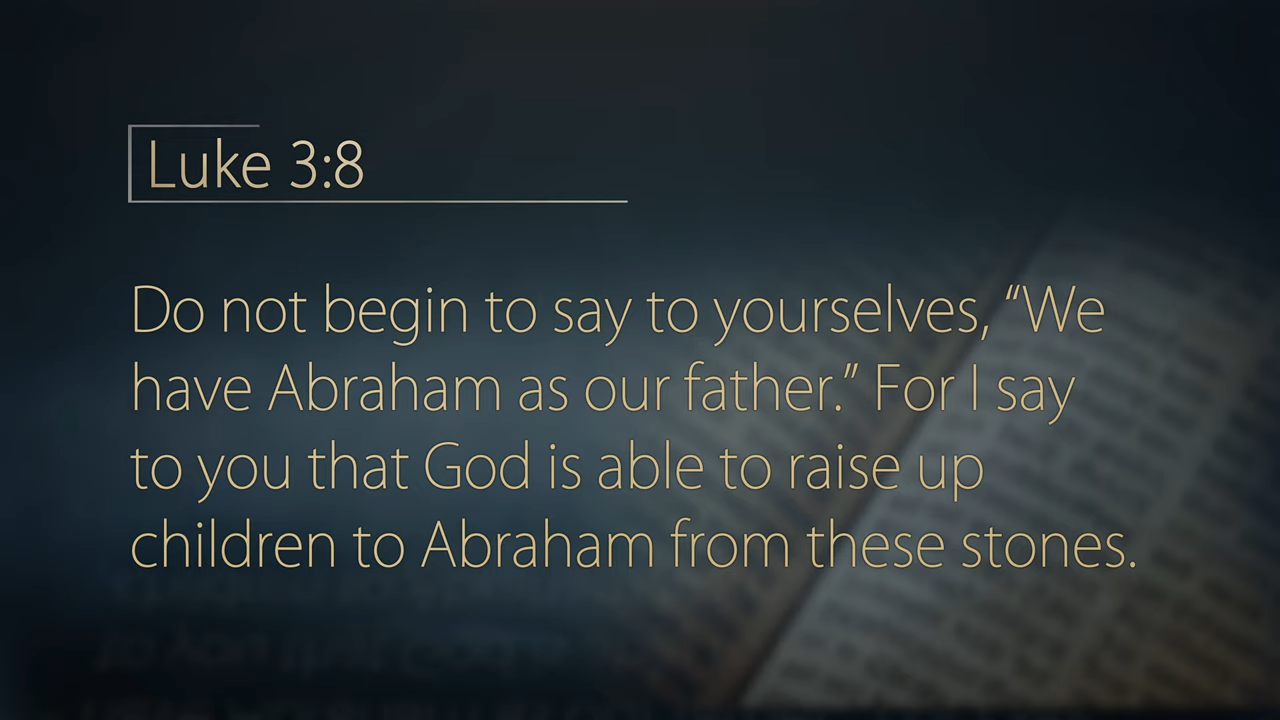 Luke 3:8
Do not begin to say to yourselves, “We
have Abraham as our father.” For I say
to you that God is able to raise up
children to Abraham from these stones.